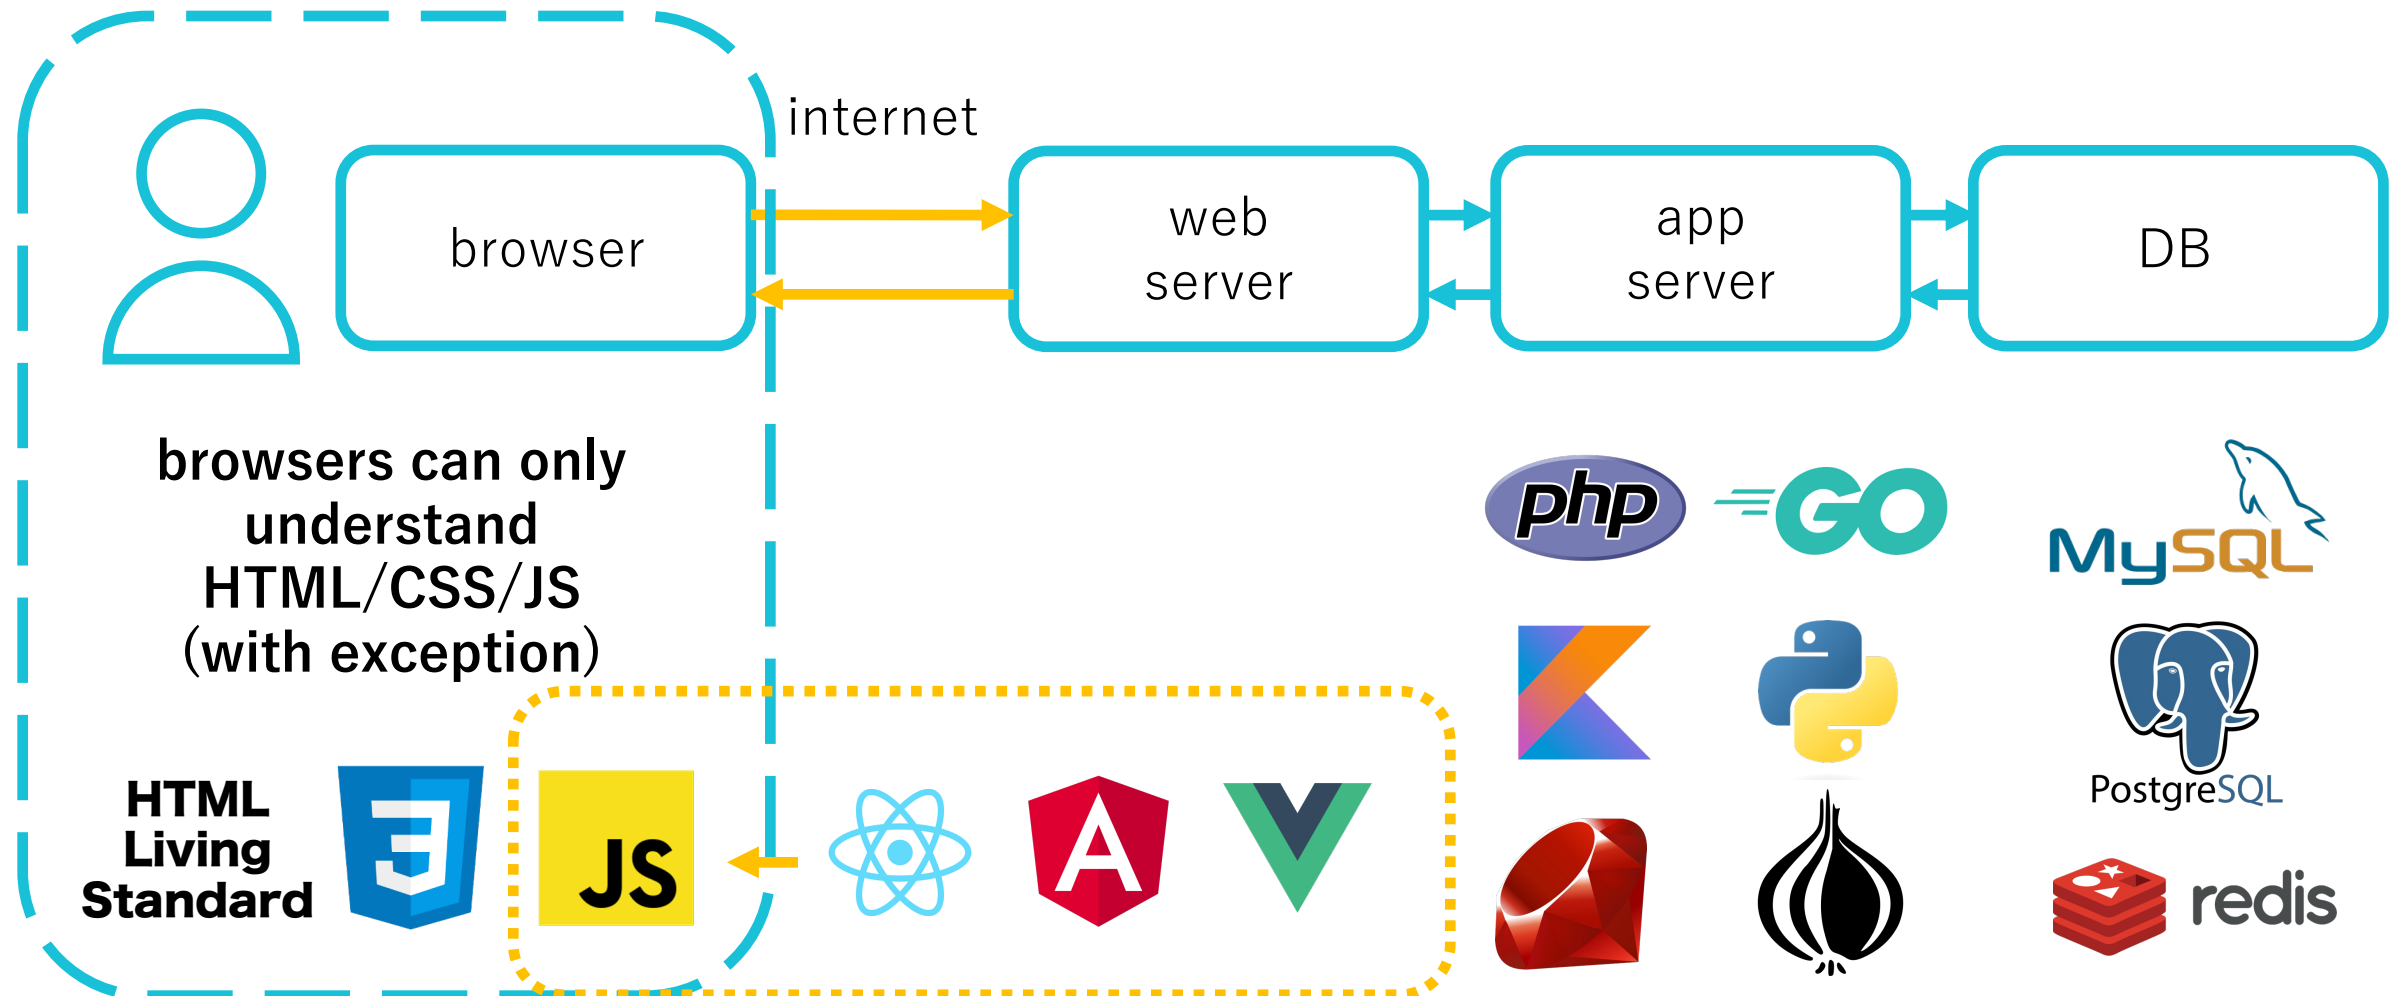 internet
browser
web
server
app
server
DB
browsers can only
understand
HTML/CSS/JS
(with exception)
php
GO
MySQL
PostgreSQL
HTML
Living
Standard
3
JS
A
redis